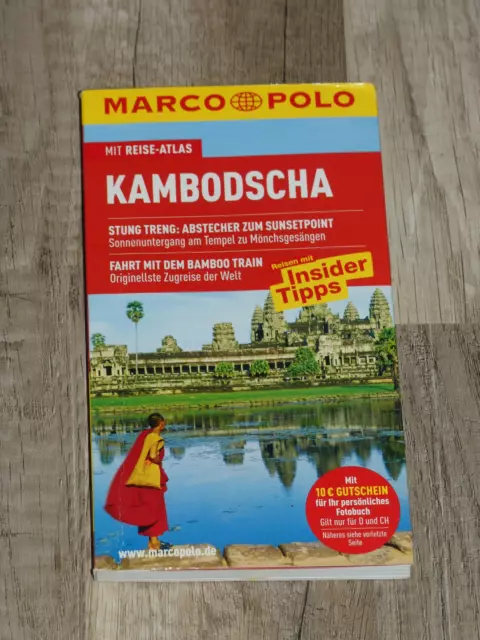 MARCO POLO
MIT REISE-ATLAS
KAMBODSCHA
STUNG TRENG: ABSTECHER ZUM SUNSETPOINT
Sonnenuntergang am Tempel zu Mönchsgesängen
FAHRT MIT DEM BAMBOO TRAIN
Originellste Zugreise der Welt
Reisen mit
Insider
Tipps
Mit
10 € GUTSCHEIN
für Ihr persönliches
Fotobuch
Gilt nur für D und CH
Näheres siehe vorletzte
Seite
www.marcopolo.de